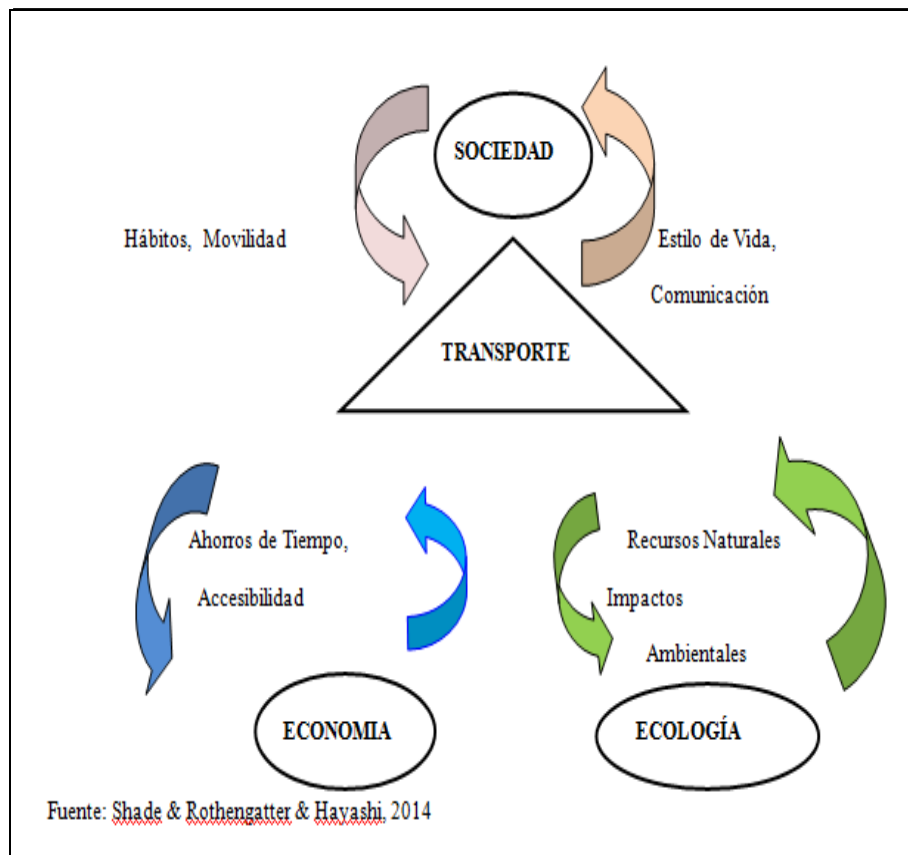 SOCIEDAD
Hábitos, Movilidad
Estilo de Vida,
Comunicación
TRANSPORTE
Ahorros de Tiempo,
Accesibilidad
Recursos Naturales
Impactos
Ambientales
ECONOMIA
ECOLOGÍA
Fuente: Shade & Rothengatter & Hayashi, 2014